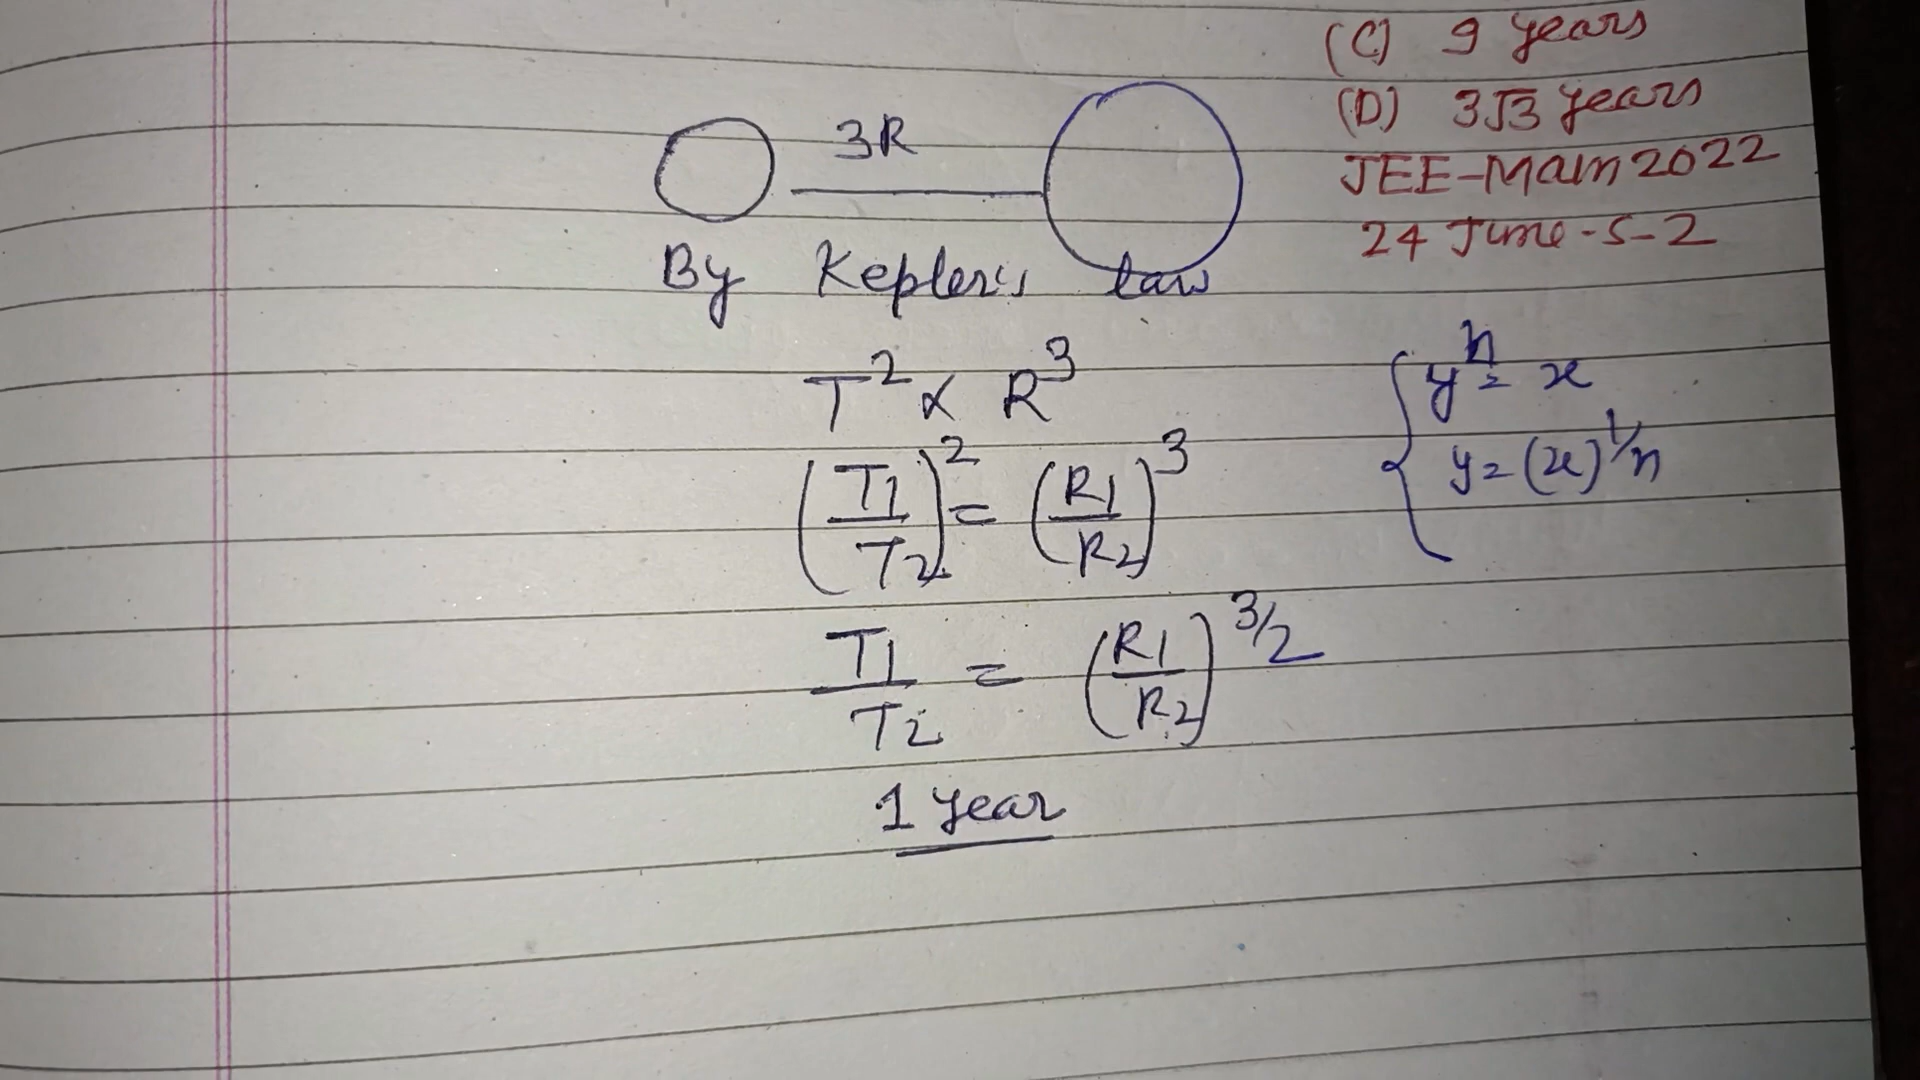 (C) 9 years
(D) 3√3 years
JEE-Main 2022
24 June-S-2
3R
By Kepler's law
T² ∝ R³
(T1/T2)² = (R1/R2)³
{ yⁿ = x
y = (x)^1/n
T1/T2 = (R1/R2)^3/2
1 year